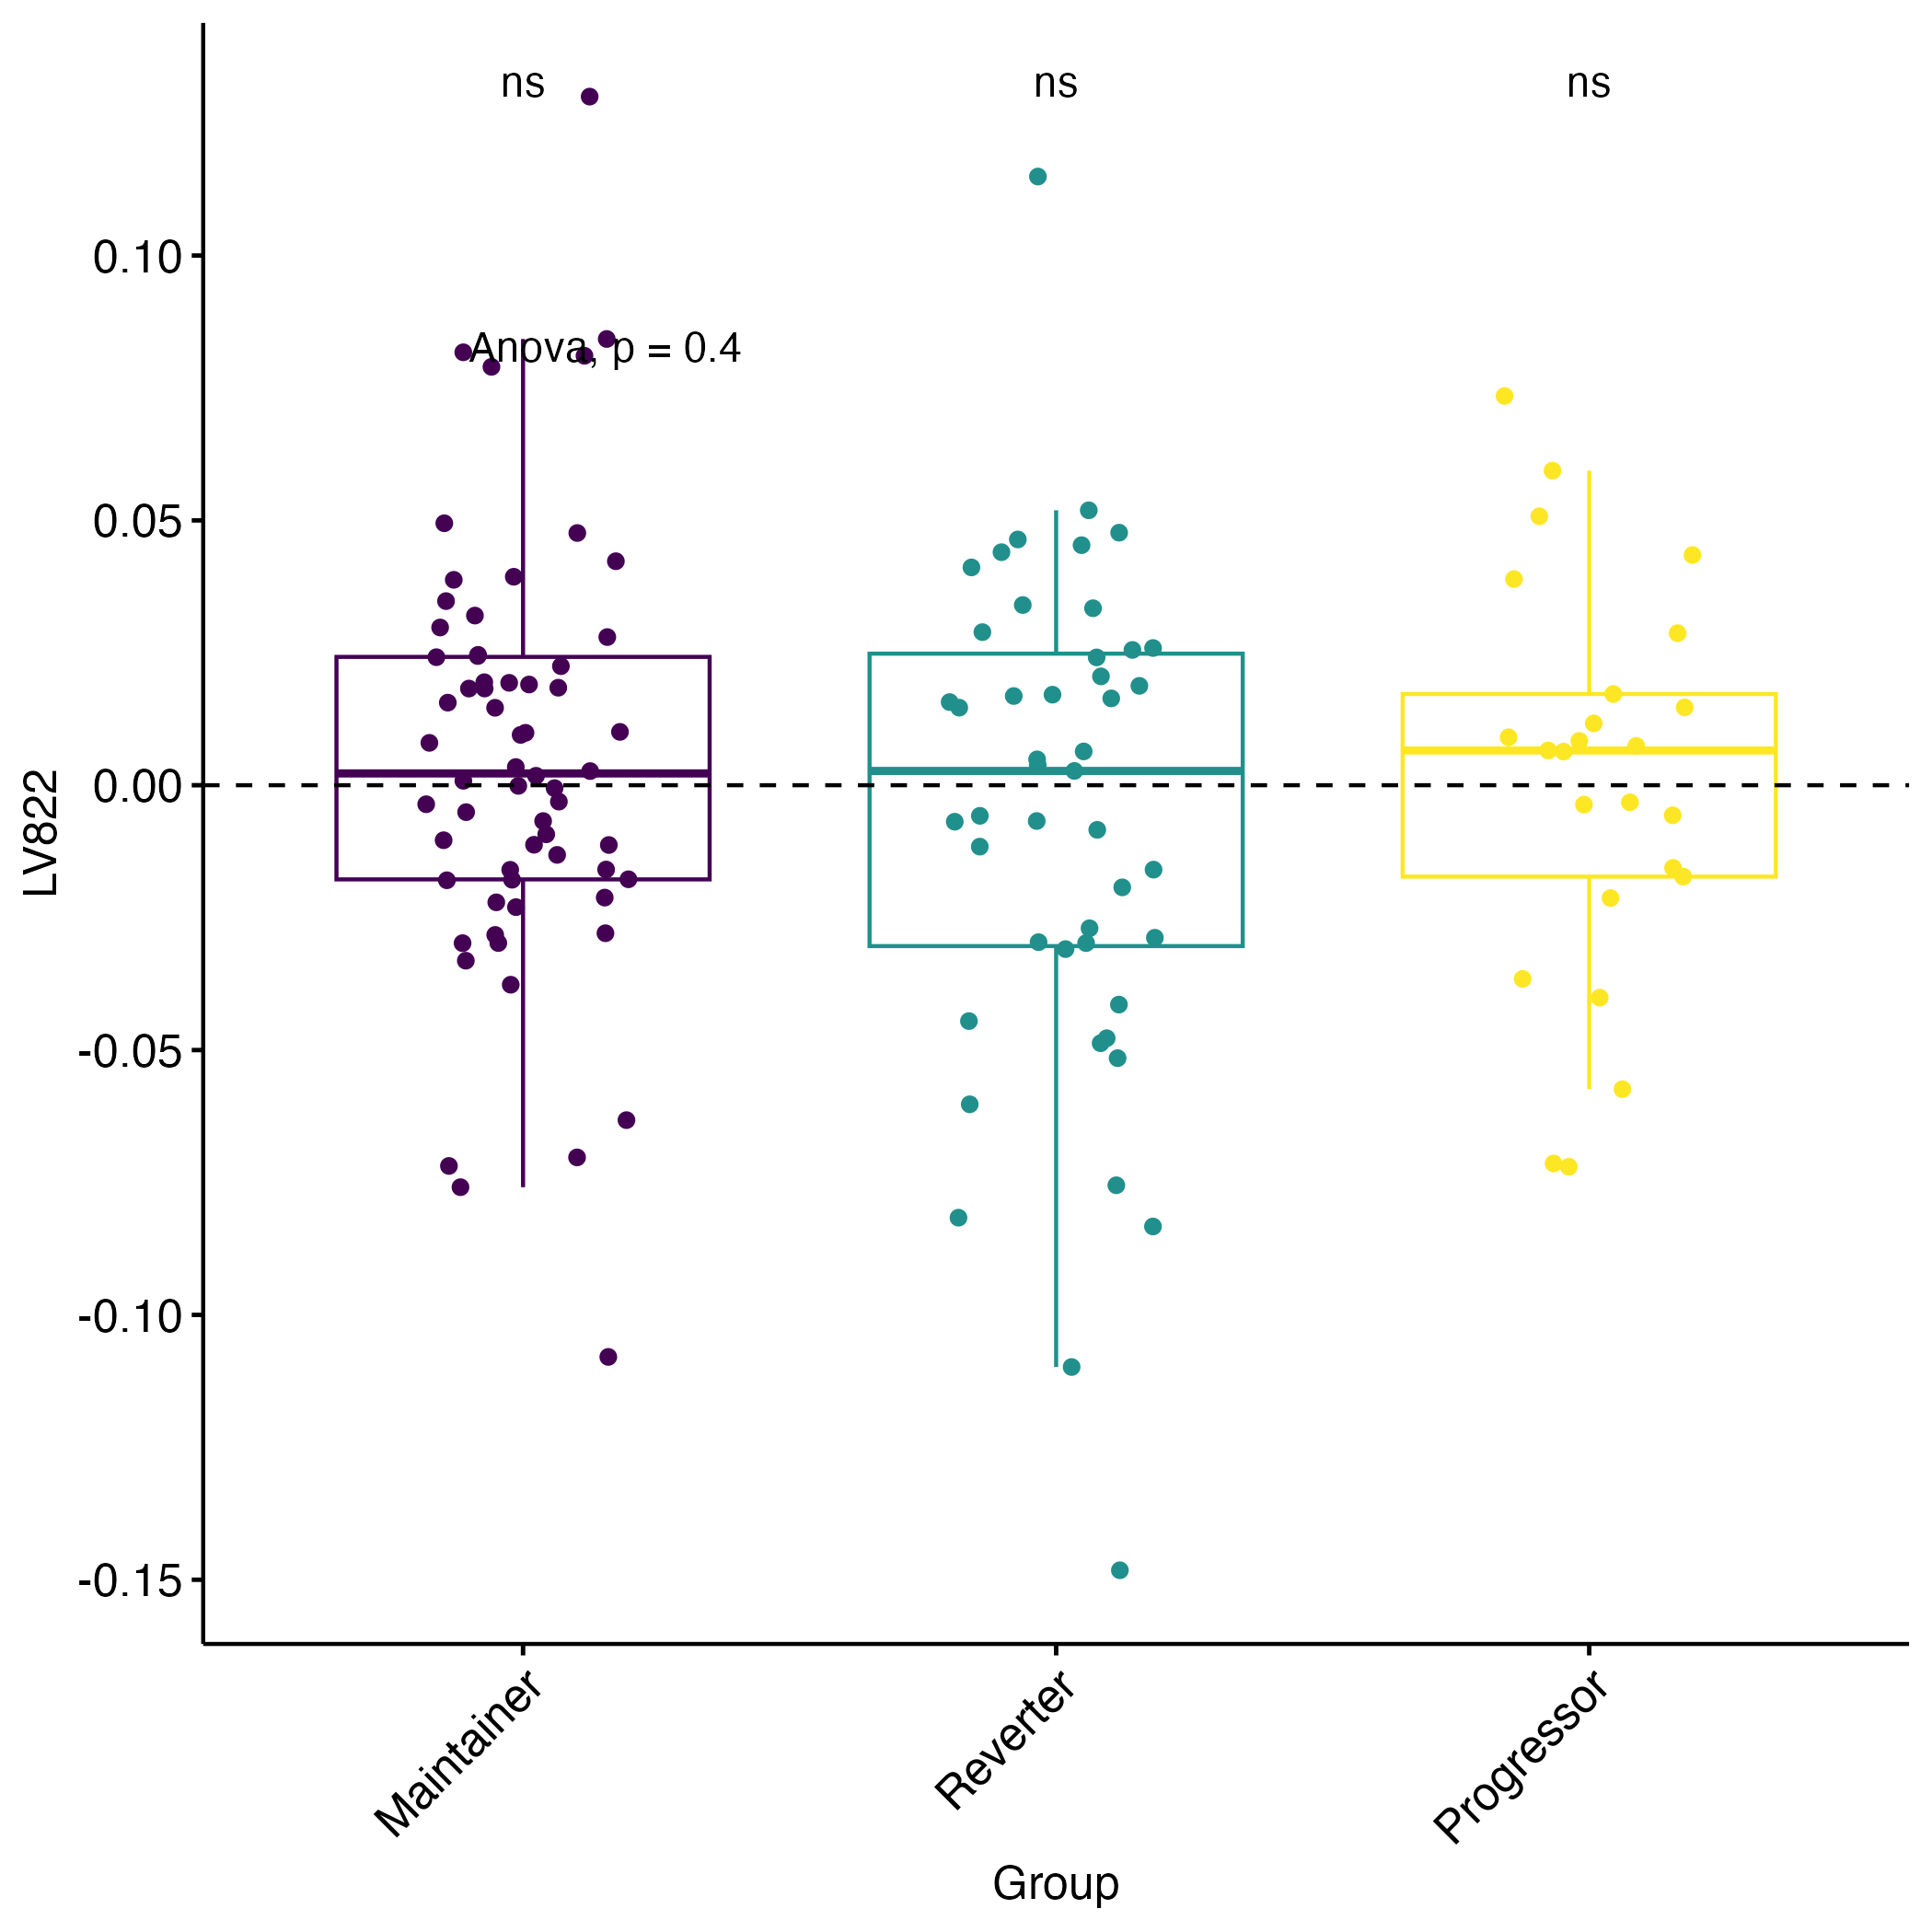 ns ns ns
Anova, p = 0.4
0.10
0.05
0.00
-0.05
-0.10
-0.15
LV822
Maintainer Reverter Progressor
Group